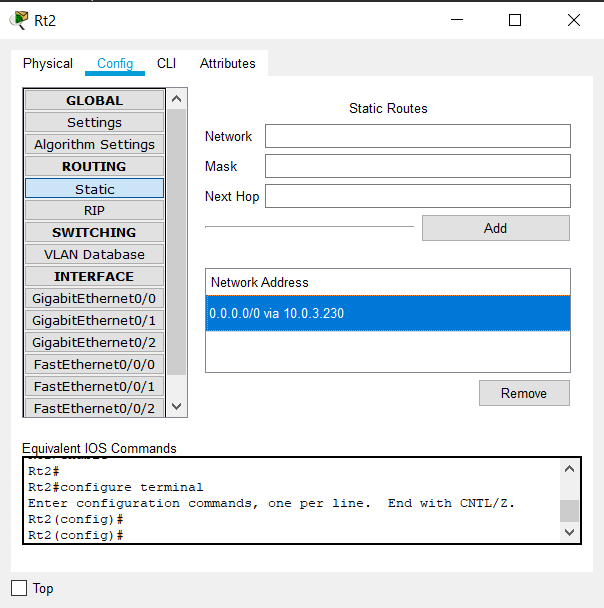 Rt2
Physical Config CLI Attributes
GLOBAL
Settings
Algorithm Settings
ROUTING
Static
RIP
SWITCHING
VLAN Database
INTERFACE
GigabitEthernet0/0
GigabitEthernet0/1
GigabitEthernet0/2
FastEthernet0/0/0
FastEthernet0/0/1
FastEthernet0/0/2
Static Routes
Network
Mask
Next Hop
Add
Network Address
0.0.0.0/0 via 10.0.3.230
Remove
Equivalent IOS Commands
Rt2#
Rt2#configure terminal
Enter configuration commands, one per line. End with CNTL/Z.
Rt2(config)#
Rt2(config)#
Top